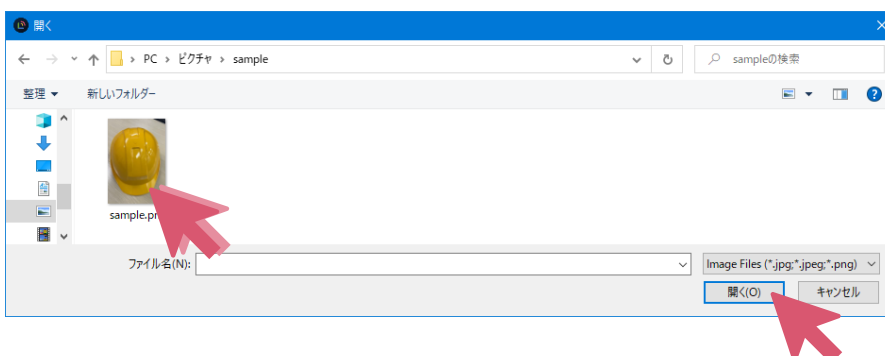 開く
PC › ピクチャ › sample
sampleの検索
整理
新しいフォルダー
sample.pn
ファイル名(N):
Image Files (*.jpg;*.jpeg;*.png)
開く(O)
キャンセル